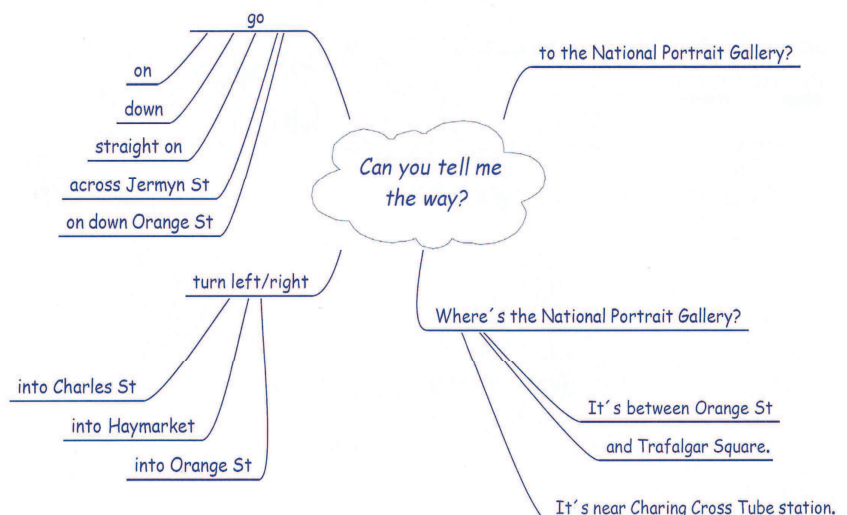 go
on
down
straight on
across Jermyn St
on down Orange St
to the National Portrait Gallery?
Can you tell me
the way?
turn left/right
into Charles St
into Haymarket
into Orange St
Where´s the National Portrait Gallery?
It´s between Orange St
and Trafalgar Square.
It´s near Charing Cross Tube station.